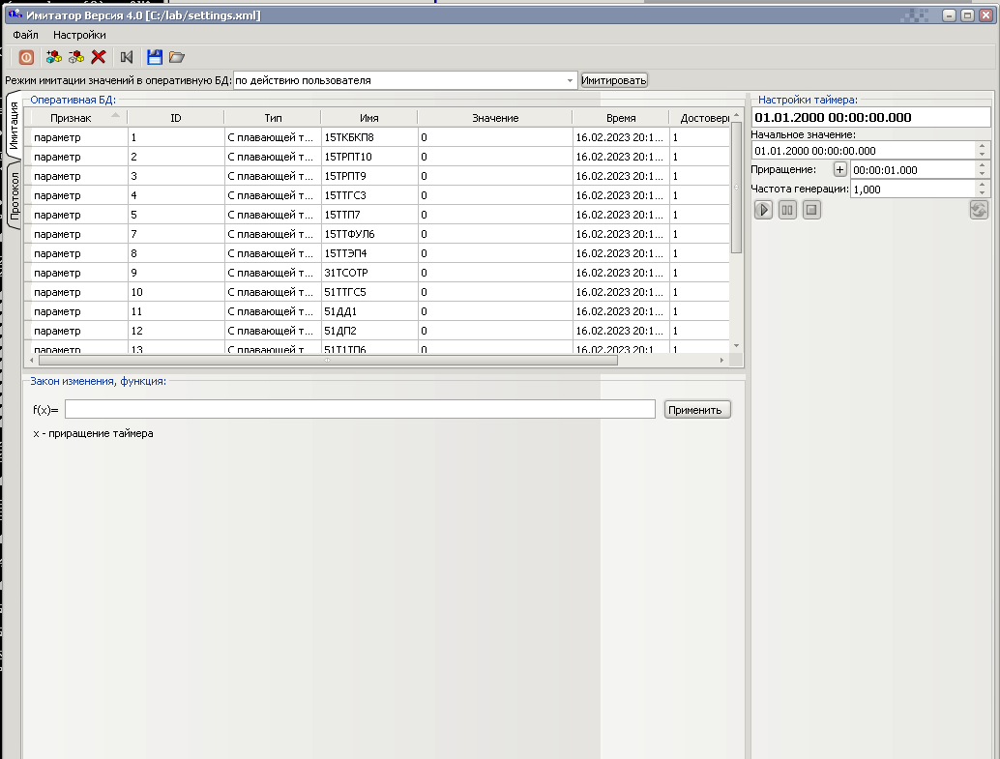 Имитатор Версия 4.0 [C:/lab/settings.xml]
Файл Настройки
Режим имитации значений в оперативную БД: по действию пользователя Имитировать
Имитация
Протокол
Оперативная БД:
Признак ID Тип Имя Значение Время Достовер
параметр 1 С плавающей т... 15ТКБКП8 0 16.02.2023 20:1... 1
параметр 2 С плавающей т... 15ТРПТ10 0 16.02.2023 20:1... 1
параметр 3 С плавающей т... 15ТРПТ9 0 16.02.2023 20:1... 1
параметр 4 С плавающей т... 15ТТГС3 0 16.02.2023 20:1... 1
параметр 5 С плавающей т... 15ТТП7 0 16.02.2023 20:1... 1
параметр 7 С плавающей т... 15ТТФУЛ6 0 16.02.2023 20:1... 1
параметр 8 С плавающей т... 15ТТЭП4 0 16.02.2023 20:1... 1
параметр 9 С плавающей т... 31ТСОТР 0 16.02.2023 20:1... 1
параметр 10 С плавающей т... 51ТТГС5 0 16.02.2023 20:1... 1
параметр 11 С плавающей т... 51ДД1 0 16.02.2023 20:1... 1
параметр 12 С плавающей т... 51ДП2 0 16.02.2023 20:1... 1
параметр 13 С плавающей т... 51Т1ТП6 0 16.02.2023 20:1... 1
Закон изменения, функция:
f(x)= Применить
x - приращение таймера
Настройки таймера:
01.01.2000 00:00:00.000
Начальное значение:
01.01.2000 00:00:00.000
Приращение: + 00:00:01.000
Частота генерации: 1,000